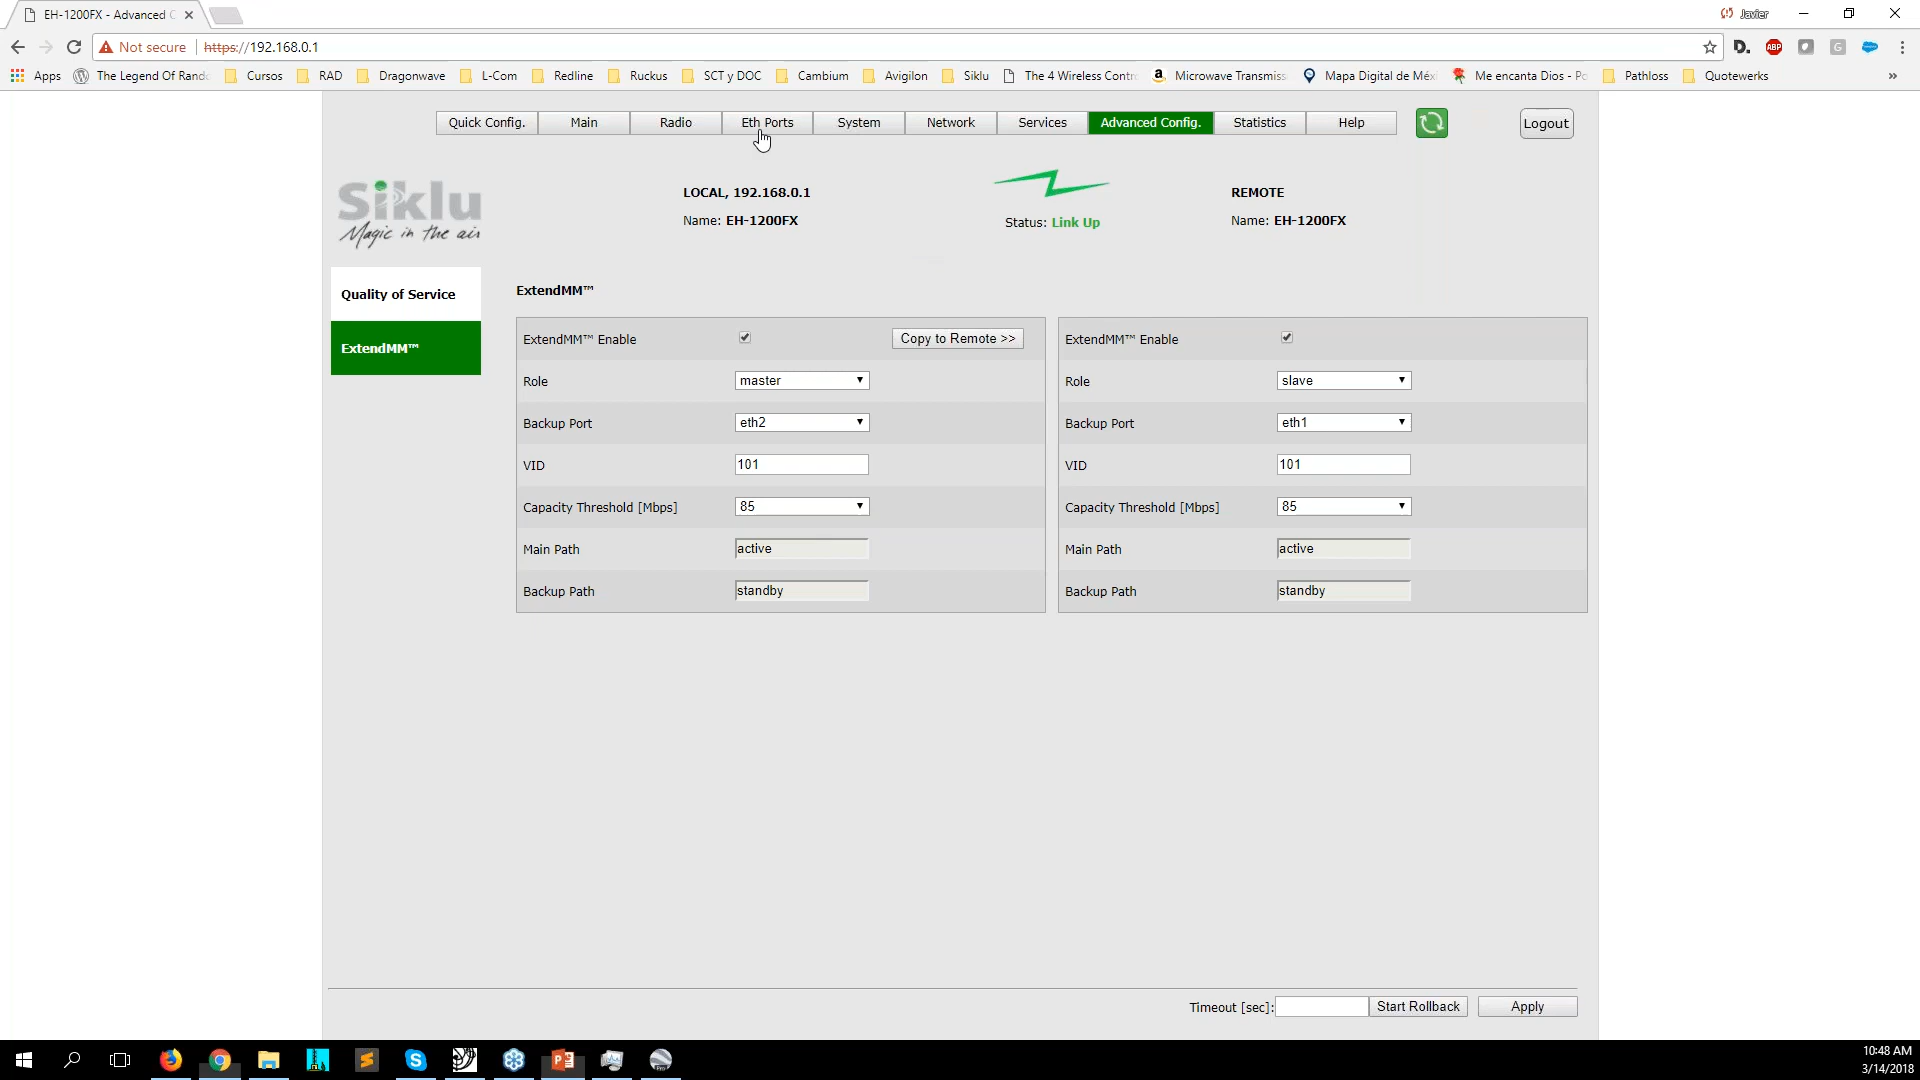 EH-1200FX - Advanced C
Javier
Not secure https://192.168.0.1
Apps The Legend Of Rando Cursos RAD Dragonwave L-Com Redline Ruckus SCT y DOC Cambium Avigilon Siklu The 4 Wireless Contro Microwave Transmiss Mapa Digital de Méxi Me encanta Dios - Po Pathloss Quotewerks »
Quick Config. Main Radio Eth Ports System Network Services Advanced Config. Statistics Help Logout
Siklu
Magic in the air
LOCAL, 192.168.0.1
Name: EH-1200FX
Status: Link Up
REMOTE
Name: EH-1200FX
Quality of Service
ExtendMM™
ExtendMM™
ExtendMM™ Enable Copy to Remote >> ExtendMM™ Enable
Role master Role slave
Backup Port eth2 Backup Port eth1
VID 101 VID 101
Capacity Threshold [Mbps] 85 Capacity Threshold [Mbps] 85
Main Path active Main Path active
Backup Path standby Backup Path standby
Timeout [sec]: Start Rollback Apply
10:48 AM
3/14/2018